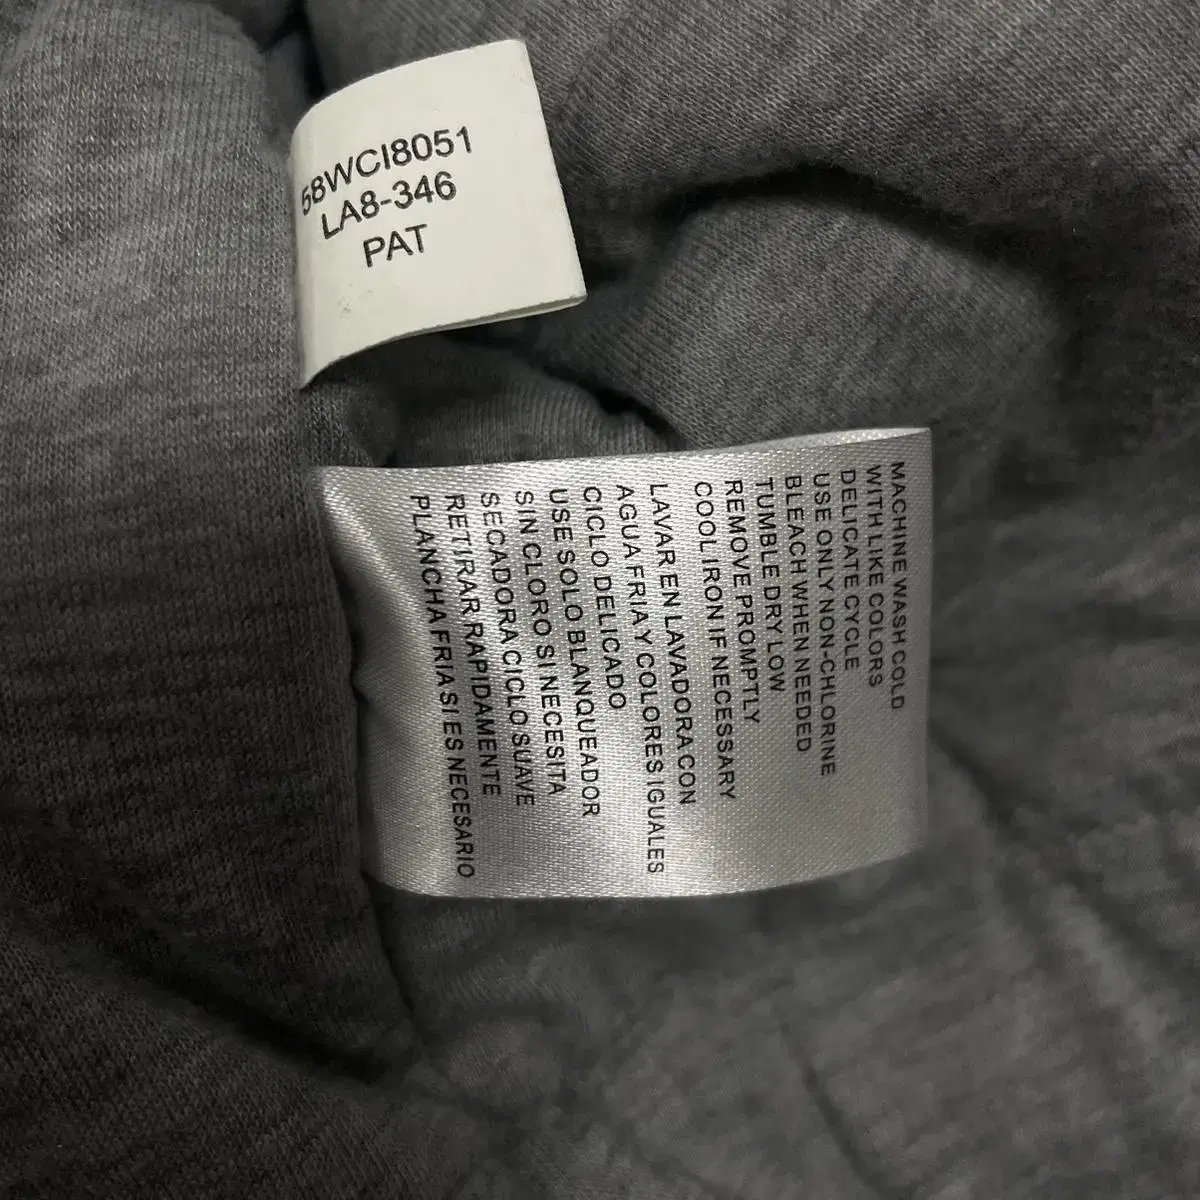 58WCI8051
LA8-346
PAT
MACHINE WASH COLD
WITH LIKE COLORS
DELICATE CYCLE
USE ONLY NON-CHLORINE
BLEACH WHEN NEEDED
TUMBLE DRY LOW
REMOVE PROMPTLY
COOL IRON IF NECESSARY
LAVAR EN LAVADORA CON
AGUA FRIA Y COLORES IGUALES
CICLO DELICADO
USE SOLO BLANQUEADOR
SIN CLORO SI NECESITA
SECADORA CICLO SUAVE
RETIRAR RAPIDAMENTE
PLANCHA FRIA SI ES NECESARIO